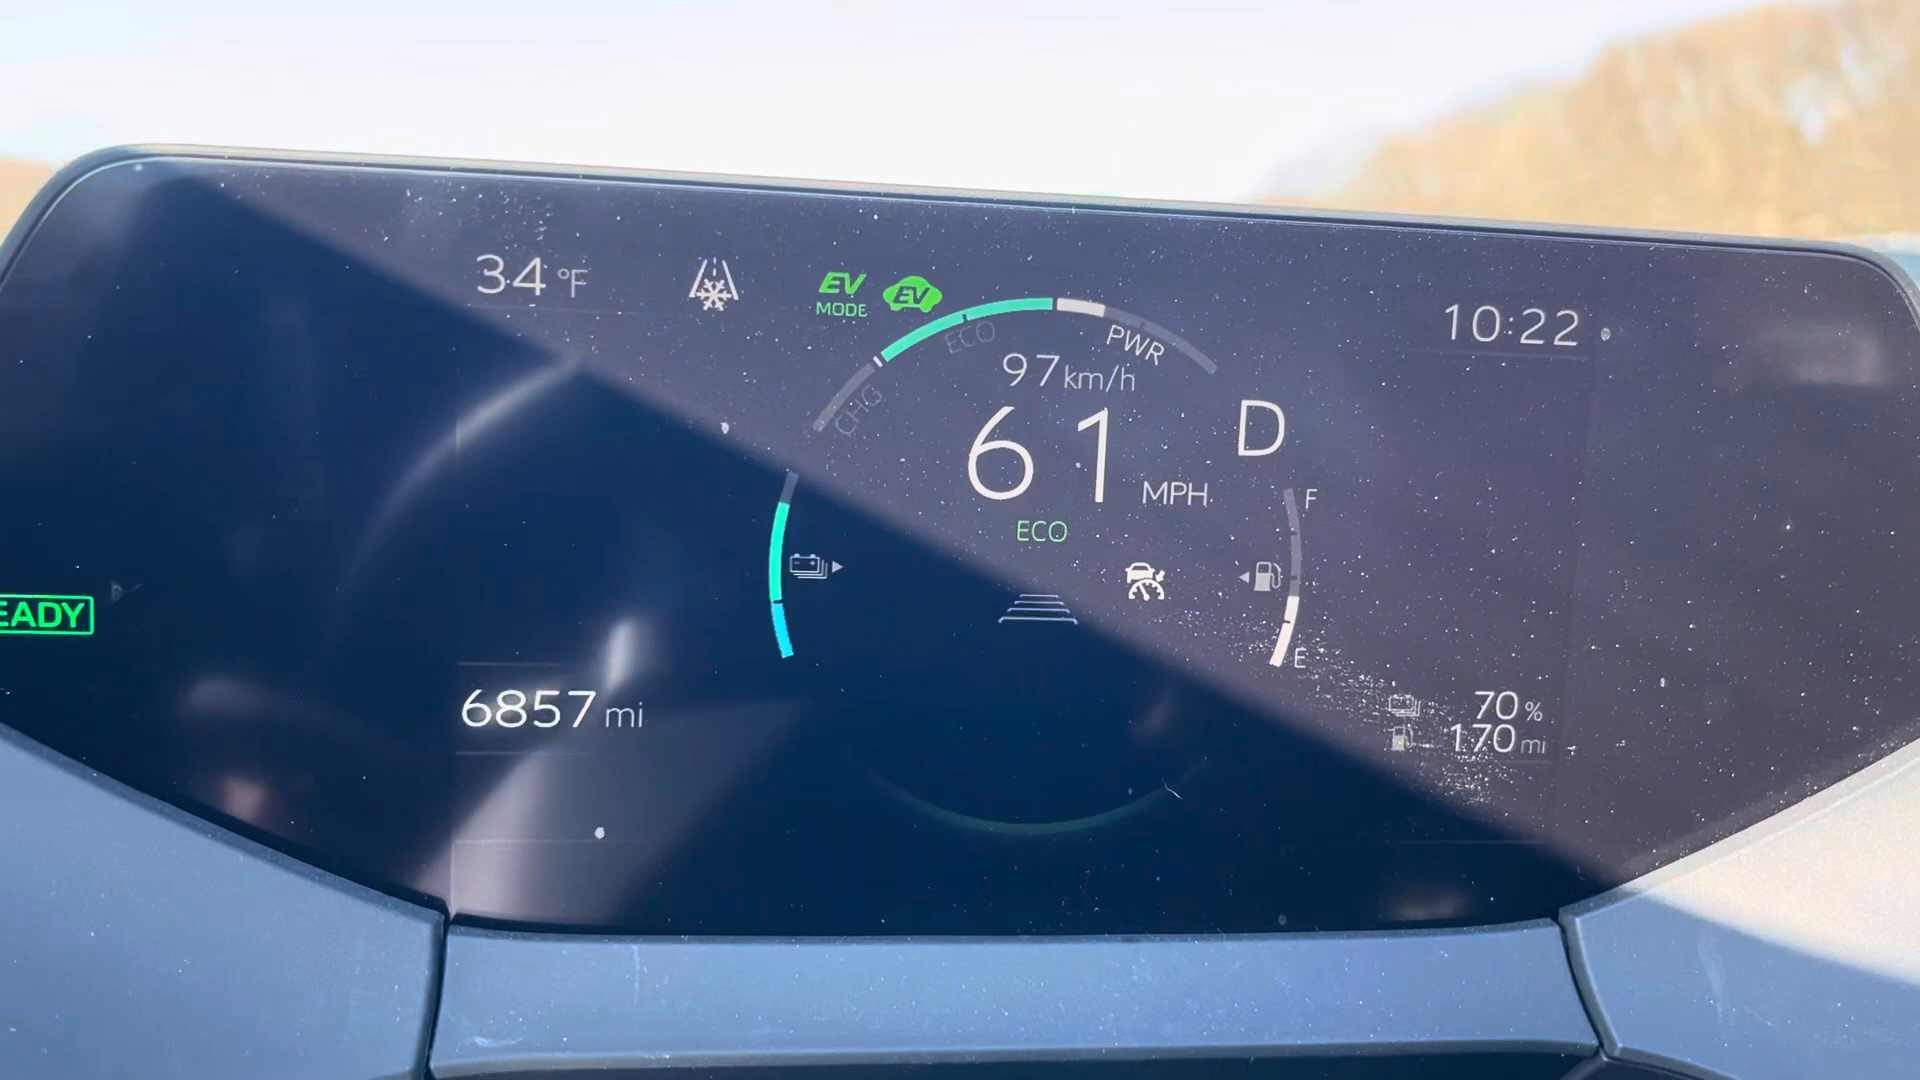 34 °F
EV
MODE
EV
10:22
ECO
PWR
CHG
97 km/h
61 MPH
D
ECO
F
E
EADY
6857 mi
70 %
170 mi